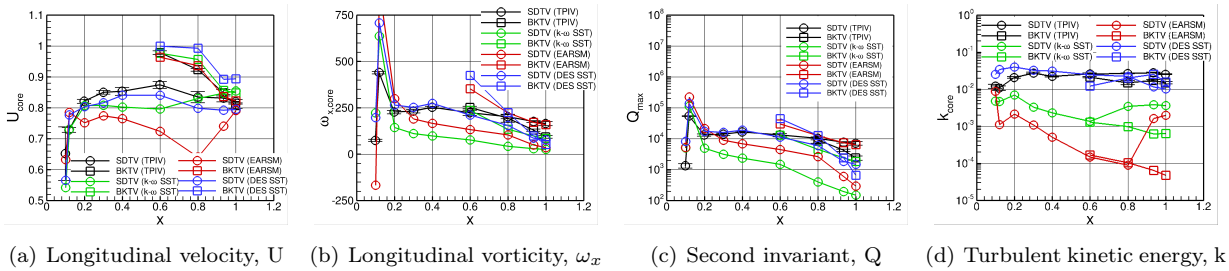 U_core
1.1
1
0.9
0.8
0.7
0.6
0.5
0 0.2 0.4 0.6 0.8 1 1.2
X
SDTV (TPIV)
BKTV (TPIV)
SDTV (k-ω SST)
BKTV (k-ω SST)
SDTV (EARSM)
BKTV (EARSM)
SDTV (DES SST)
BKTV (DES SST)
ω_x,core
750
500
250
0
-250
0 0.2 0.4 0.6 0.8 1 1.2
X
SDTV (TPIV)
BKTV (TPIV)
SDTV (k-ω SST)
BKTV (k-ω SST)
SDTV (EARSM)
BKTV (EARSM)
SDTV (DES SST)
BKTV (DES SST)
Q_max
10^8
10^7
10^6
10^5
10^4
10^3
10^2
0 0.2 0.4 0.6 0.8 1 1.2
X
SDTV (TPIV)
BKTV (TPIV)
SDTV (k-ω SST)
BKTV (k-ω SST)
SDTV (EARSM)
BKTV (EARSM)
SDTV (DES SST)
BKTV (DES SST)
k_core
10^0
10^-1
10^-2
10^-3
10^-4
10^-5
0 0.2 0.4 0.6 0.8 1 1.2
X
SDTV (TPIV)
BKTV (TPIV)
SDTV (k-ω SST)
BKTV (k-ω SST)
SDTV (EARSM)
BKTV (EARSM)
SDTV (DES SST)
BKTV (DES SST)
(a) Longitudinal velocity, U
(b) Longitudinal vorticity, ω_x
(c) Second invariant, Q
(d) Turbulent kinetic energy, k